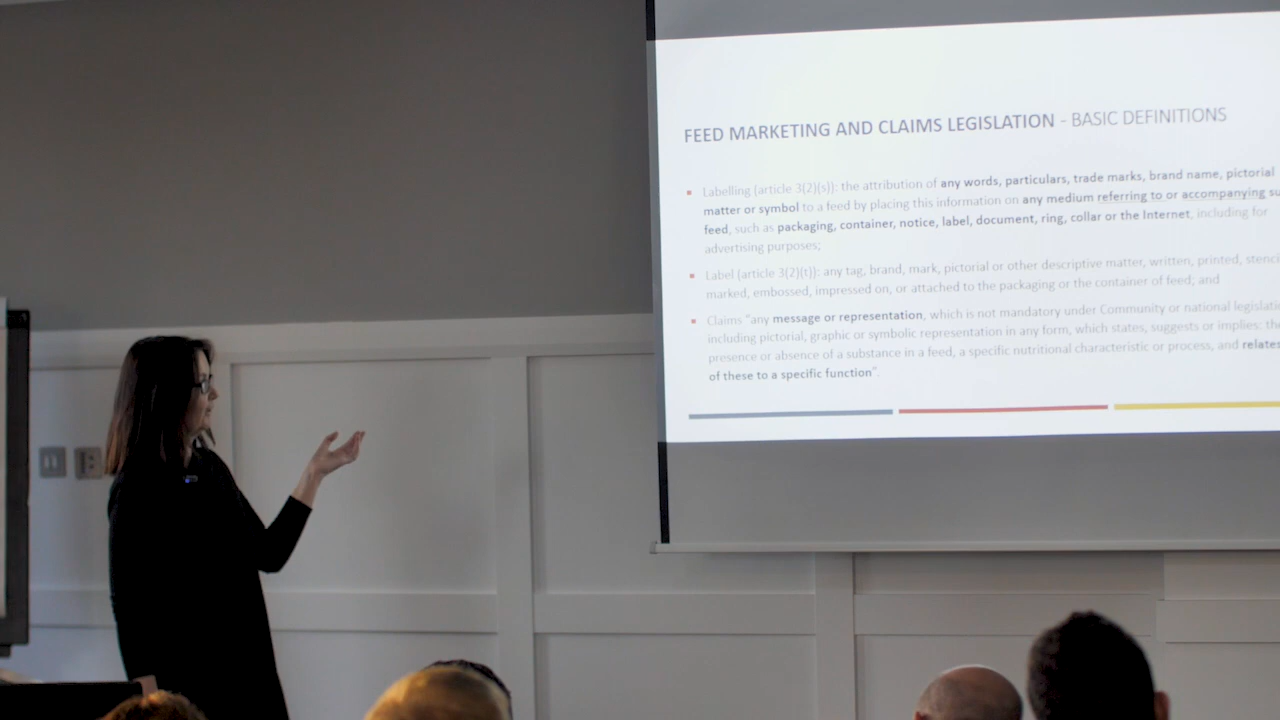 FEED MARKETING AND CLAIMS LEGISLATION - BASIC DEFINITIONS
Labelling (article 3(2)(s)): the attribution of any words, particulars, trade marks, brand name, pictorial
matter or symbol to a feed by placing this information on any medium referring to or accompanying
feed, such as packaging, container, notice, label, document, ring, collar or the Internet, including for
advertising purposes;
Label (article 3(2)(t)): any tag, brand, mark, pictorial or other descriptive matter, written, printed,
marked, embossed, impressed on, or attached to the packaging or the container of feed; and
Claims "any message or representation, which is not mandatory under Community or national
including pictorial, graphic or symbolic representation in any form, which states, suggests or implies:
presence or absence of a substance in a feed, a specific nutritional characteristic or process, and relates
of these to a specific function".